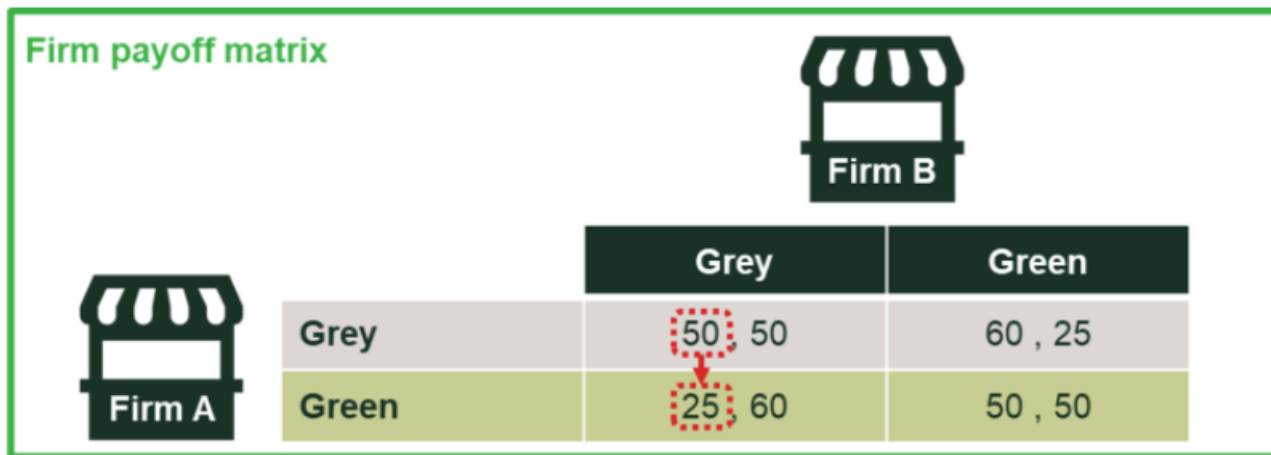 Firm payoff matrix
Firm B
Grey Green
Firm A
Grey 50 , 50 60 , 25
Green 25 , 60 50 , 50